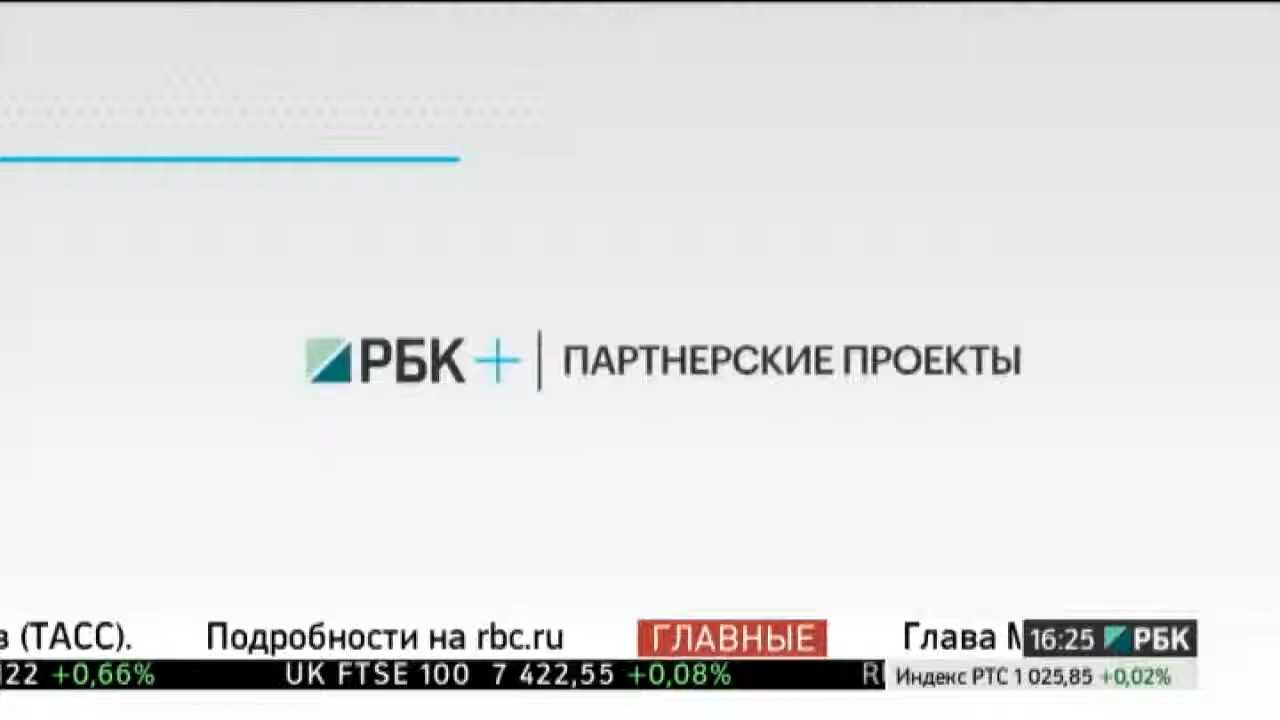 РБК + | ПАРТНЕРСКИЕ ПРОЕКТЫ
(ТАСС). Подробности на rbc.ru ГЛАВНЫЕ Глава 16:25 РБК
+0,66% UK FTSE 100 7 422,55 +0,08% Индекс РТС 1 025,85 +0,02%